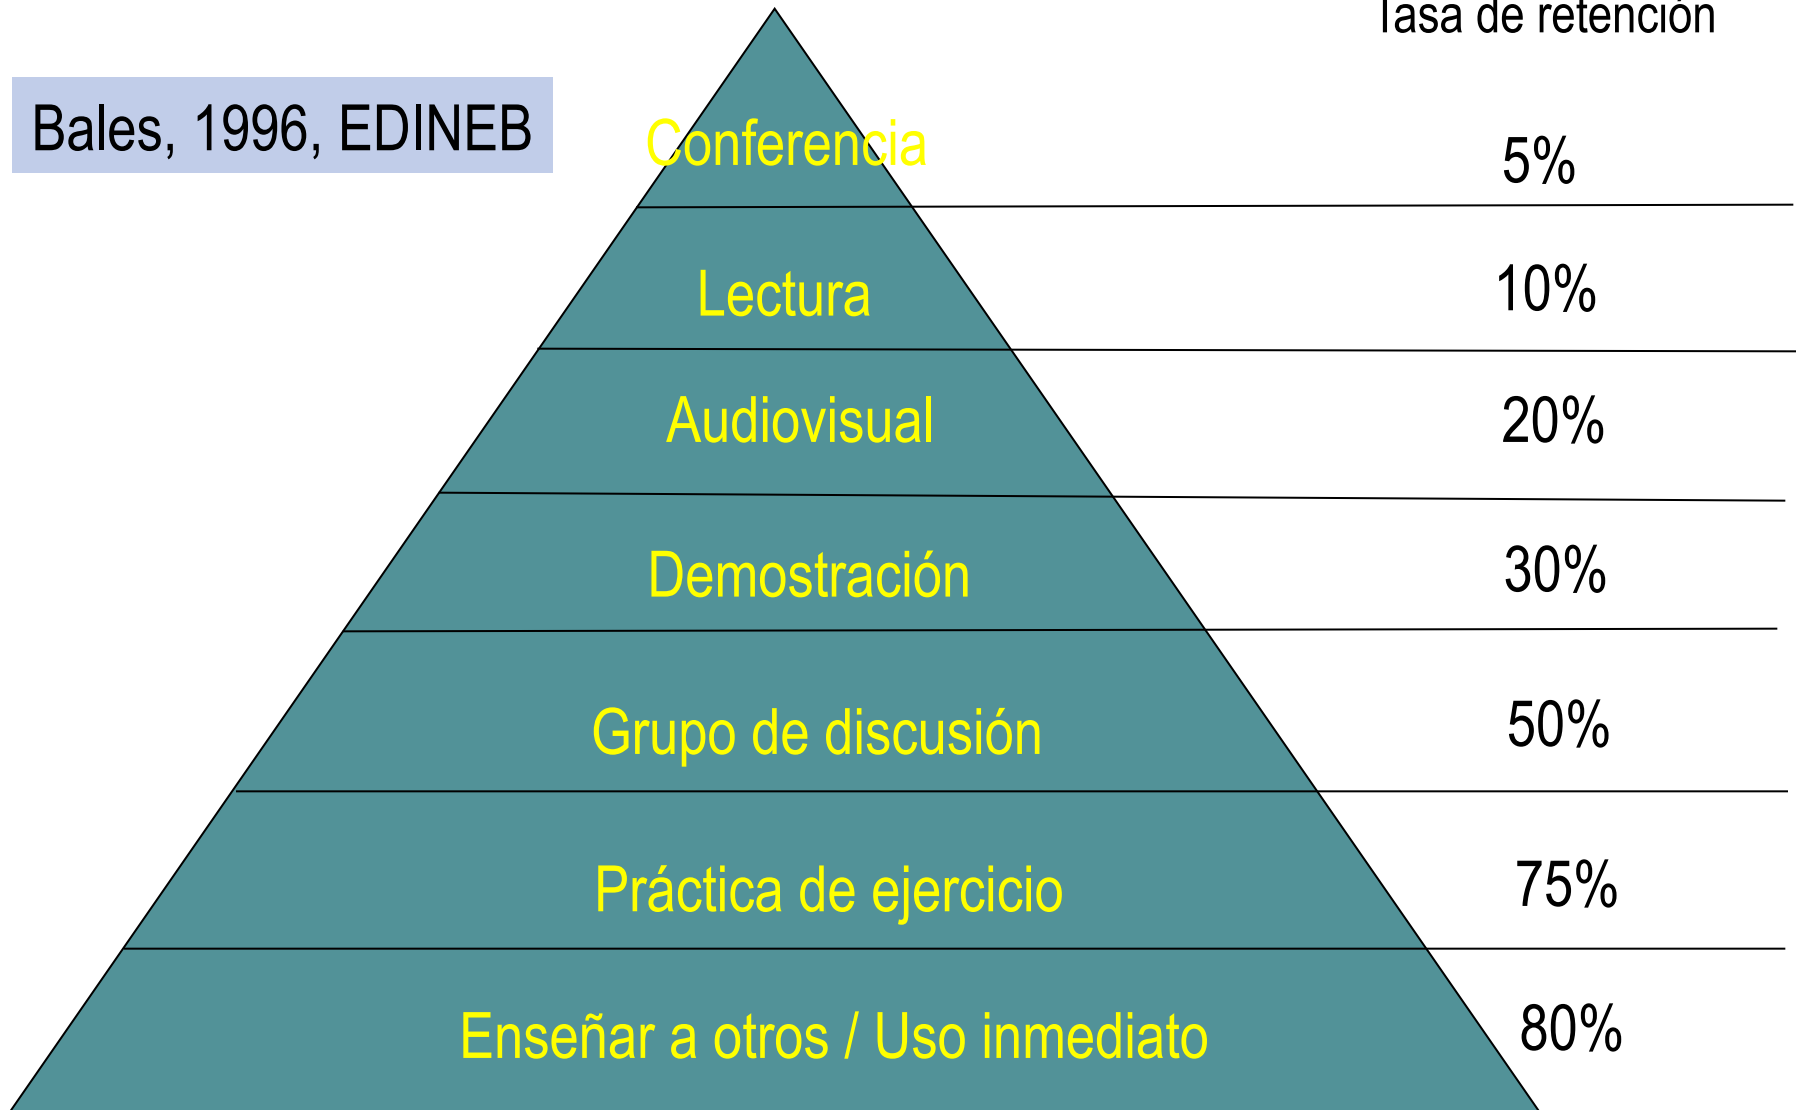 Tasa de retención
Bales, 1996, EDINEB
Conferencia
5%
Lectura
10%
Audiovisual
20%
Demostración
30%
Grupo de discusión
50%
Práctica de ejercicio
75%
Enseñar a otros / Uso inmediato
80%